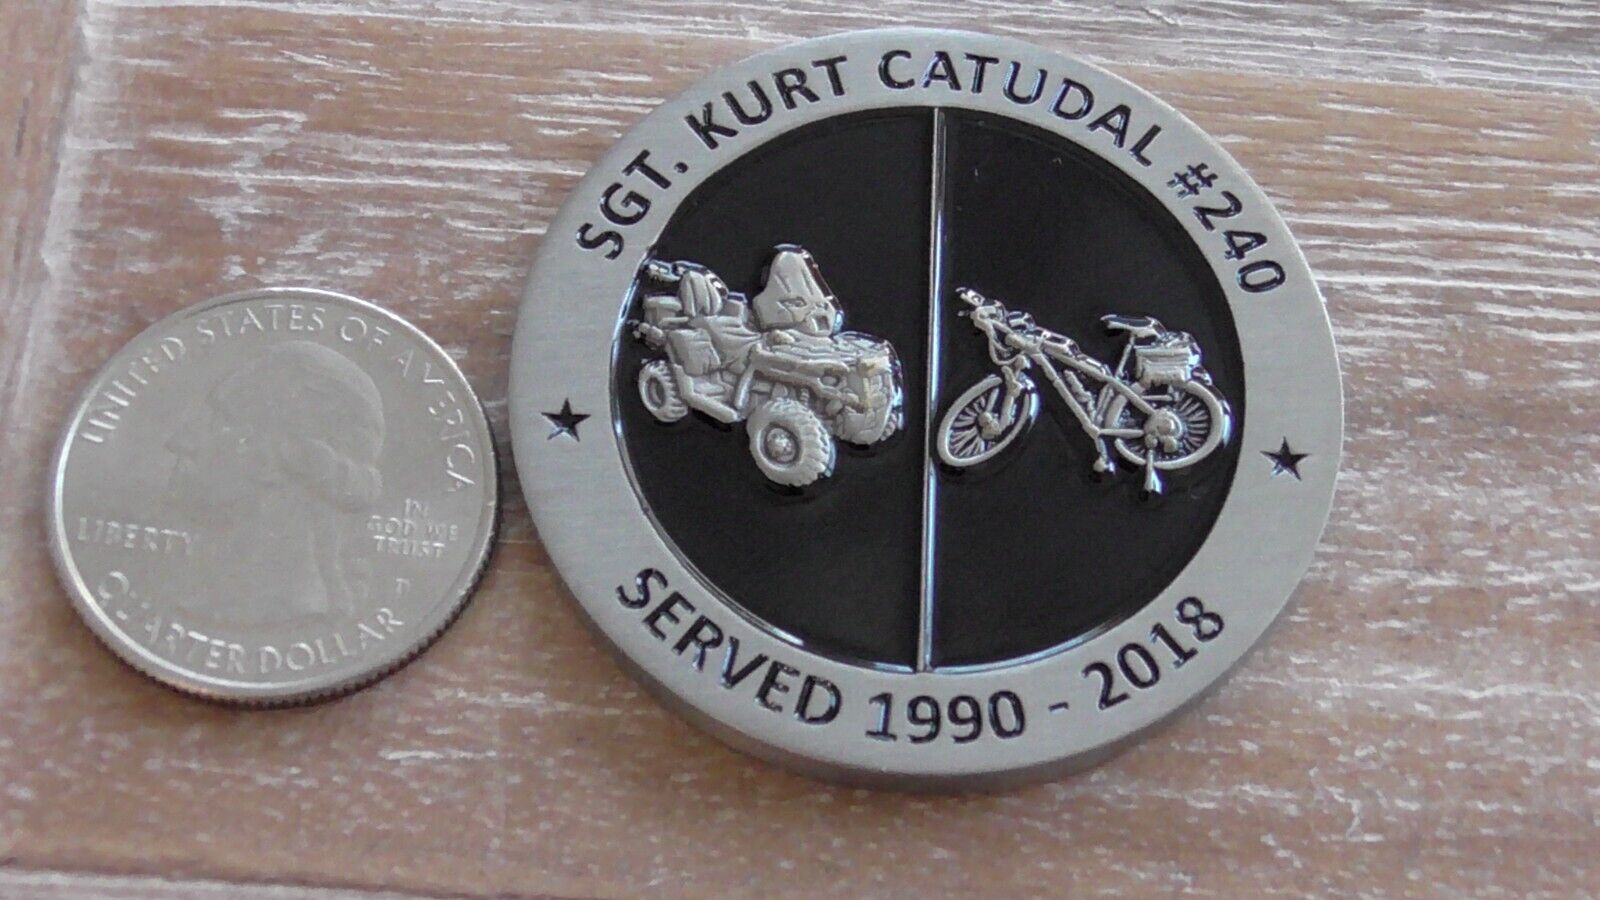 UNITED STATES OF AMERICA
LIBERTY
IN
GOD WE
TRUST
P
QUARTER DOLLAR
SGT. KURT CATUDAL #240
SERVED 1990 - 2018